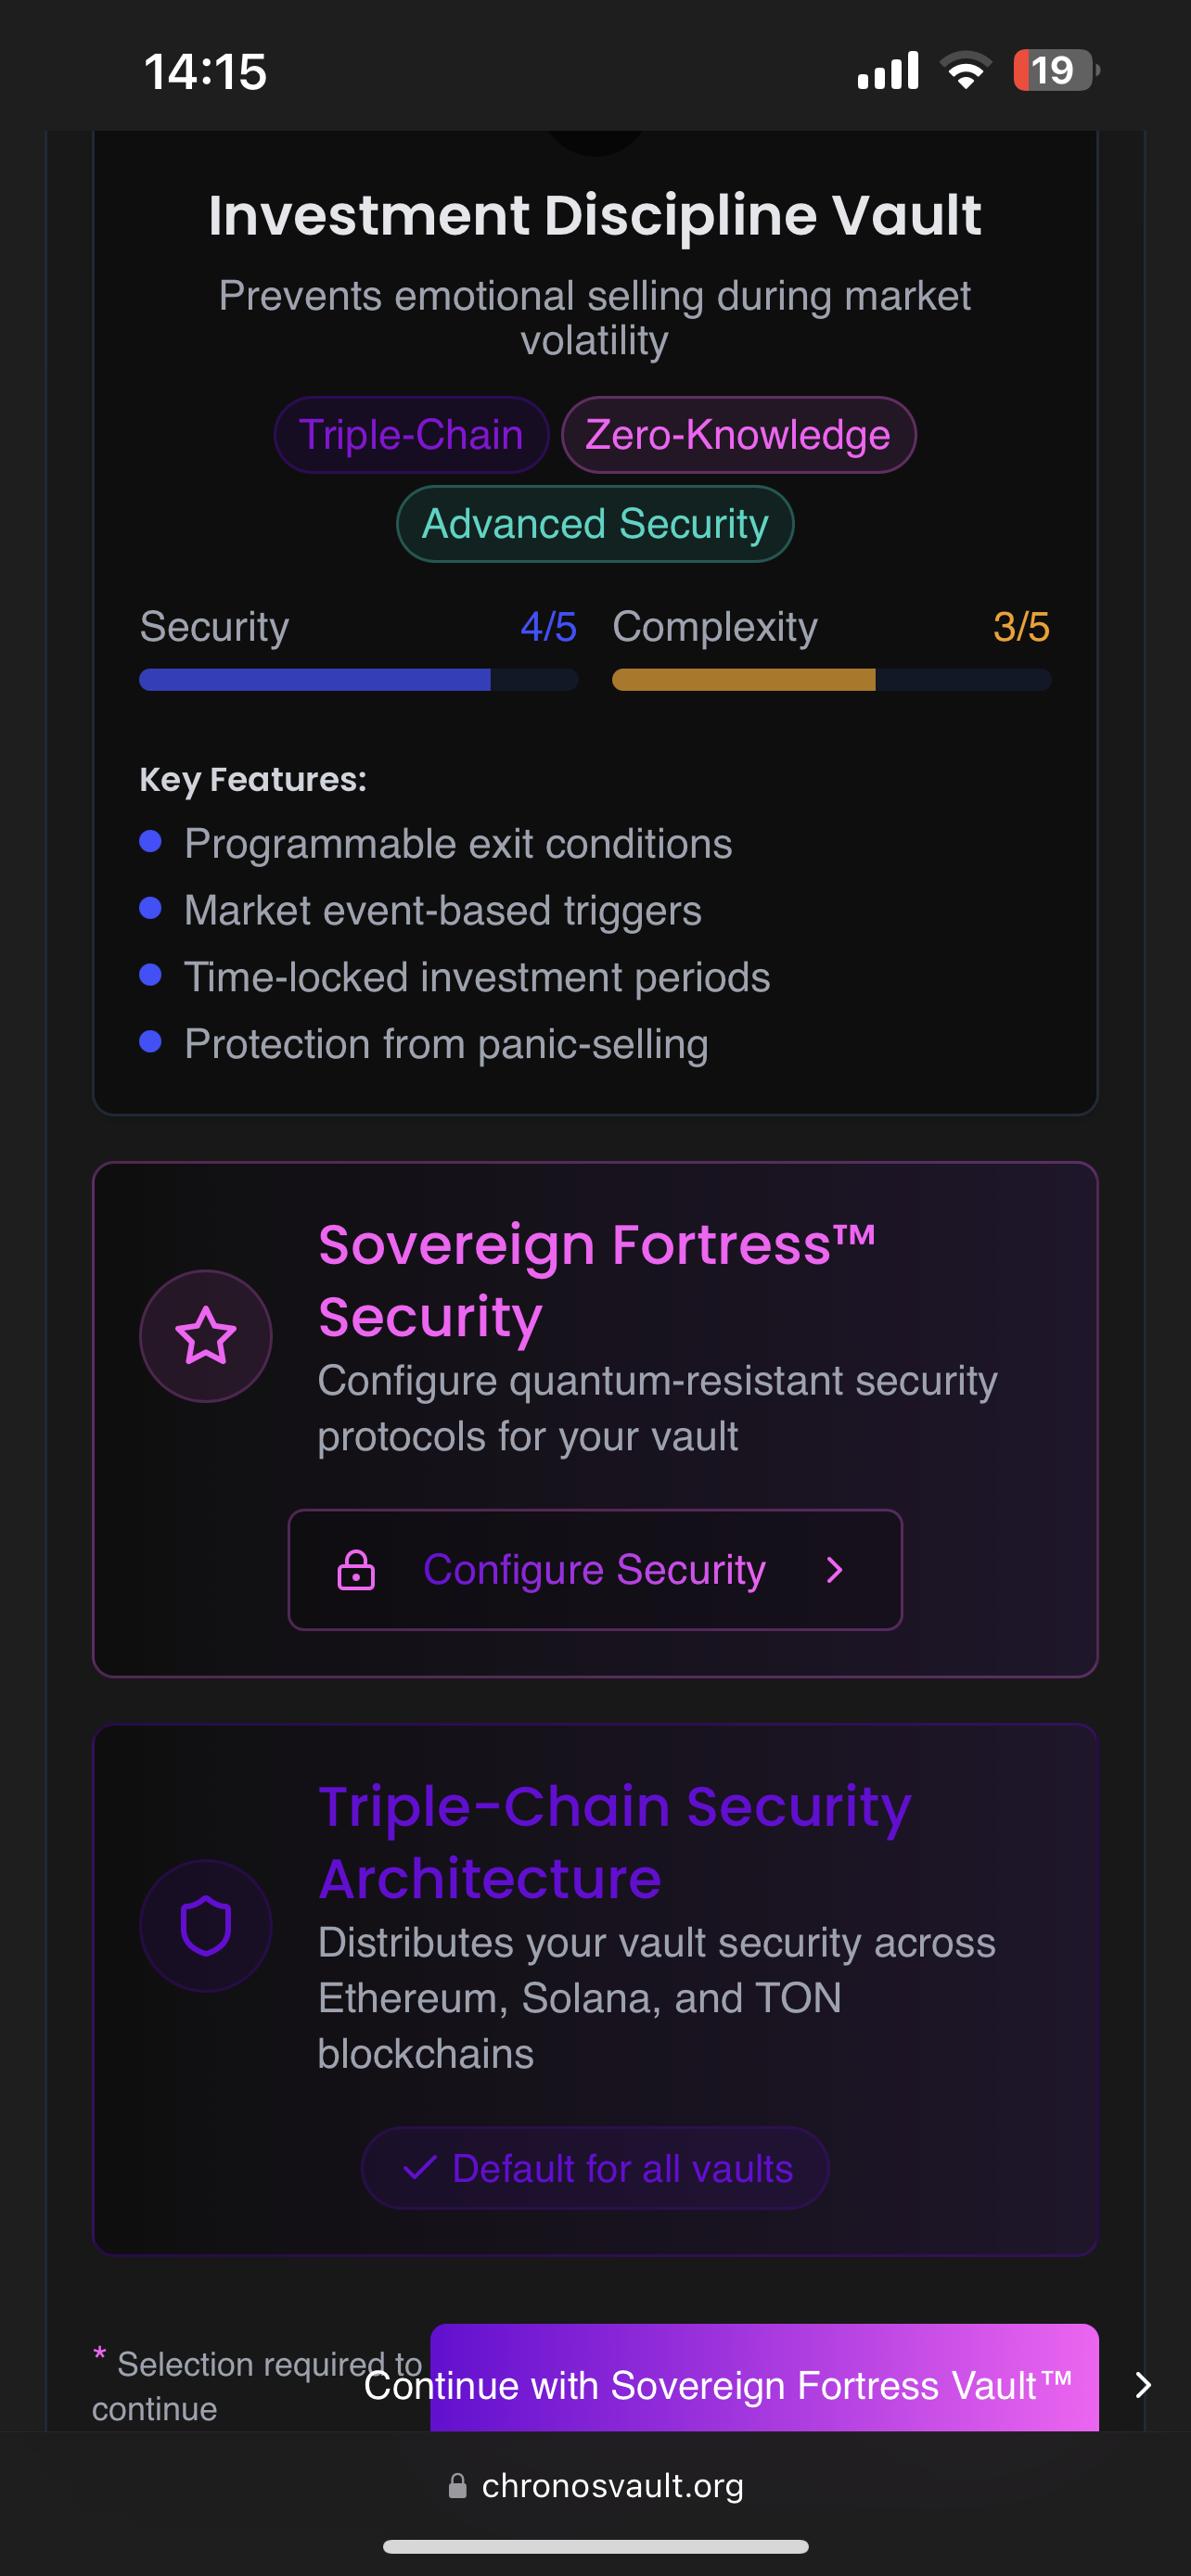 14:15
19
Investment Discipline Vault
Prevents emotional selling during market
volatility
Triple-Chain
Zero-Knowledge
Advanced Security
Security 4/5
Complexity 3/5
Key Features:
Programmable exit conditions
Market event-based triggers
Time-locked investment periods
Protection from panic-selling
Sovereign Fortress™
Security
Configure quantum-resistant security
protocols for your vault
Configure Security
Triple-Chain Security
Architecture
Distributes your vault security across
Ethereum, Solana, and TON
blockchains
Default for all vaults
* Selection required to
continue
Continue with Sovereign Fortress Vault™
chronosvault.org